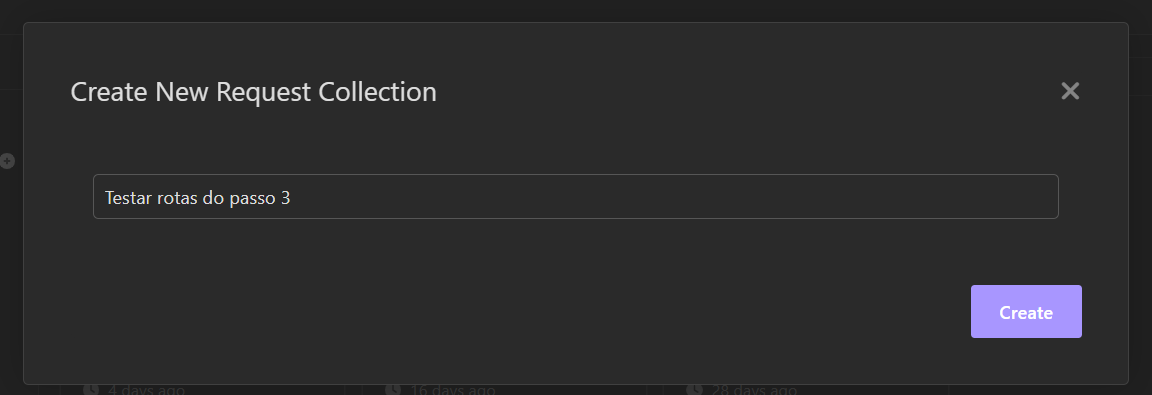 Create New Request Collection
Testar rotas do passo 3
Create
4 days ago
16 days ago
28 days ago